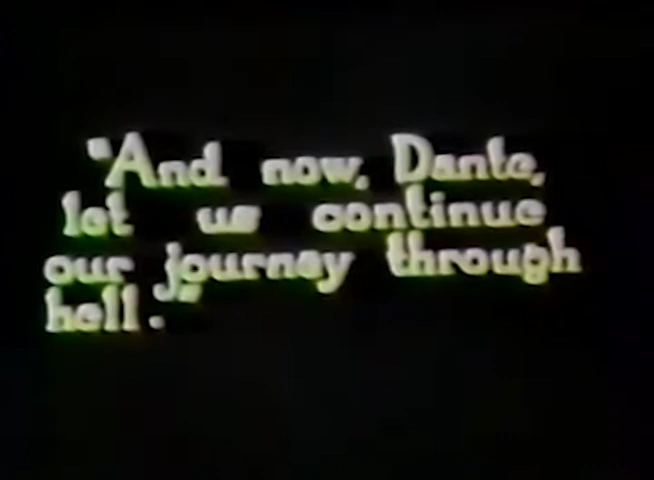 "And now, Dante,
let us continue
our journey through
hell."